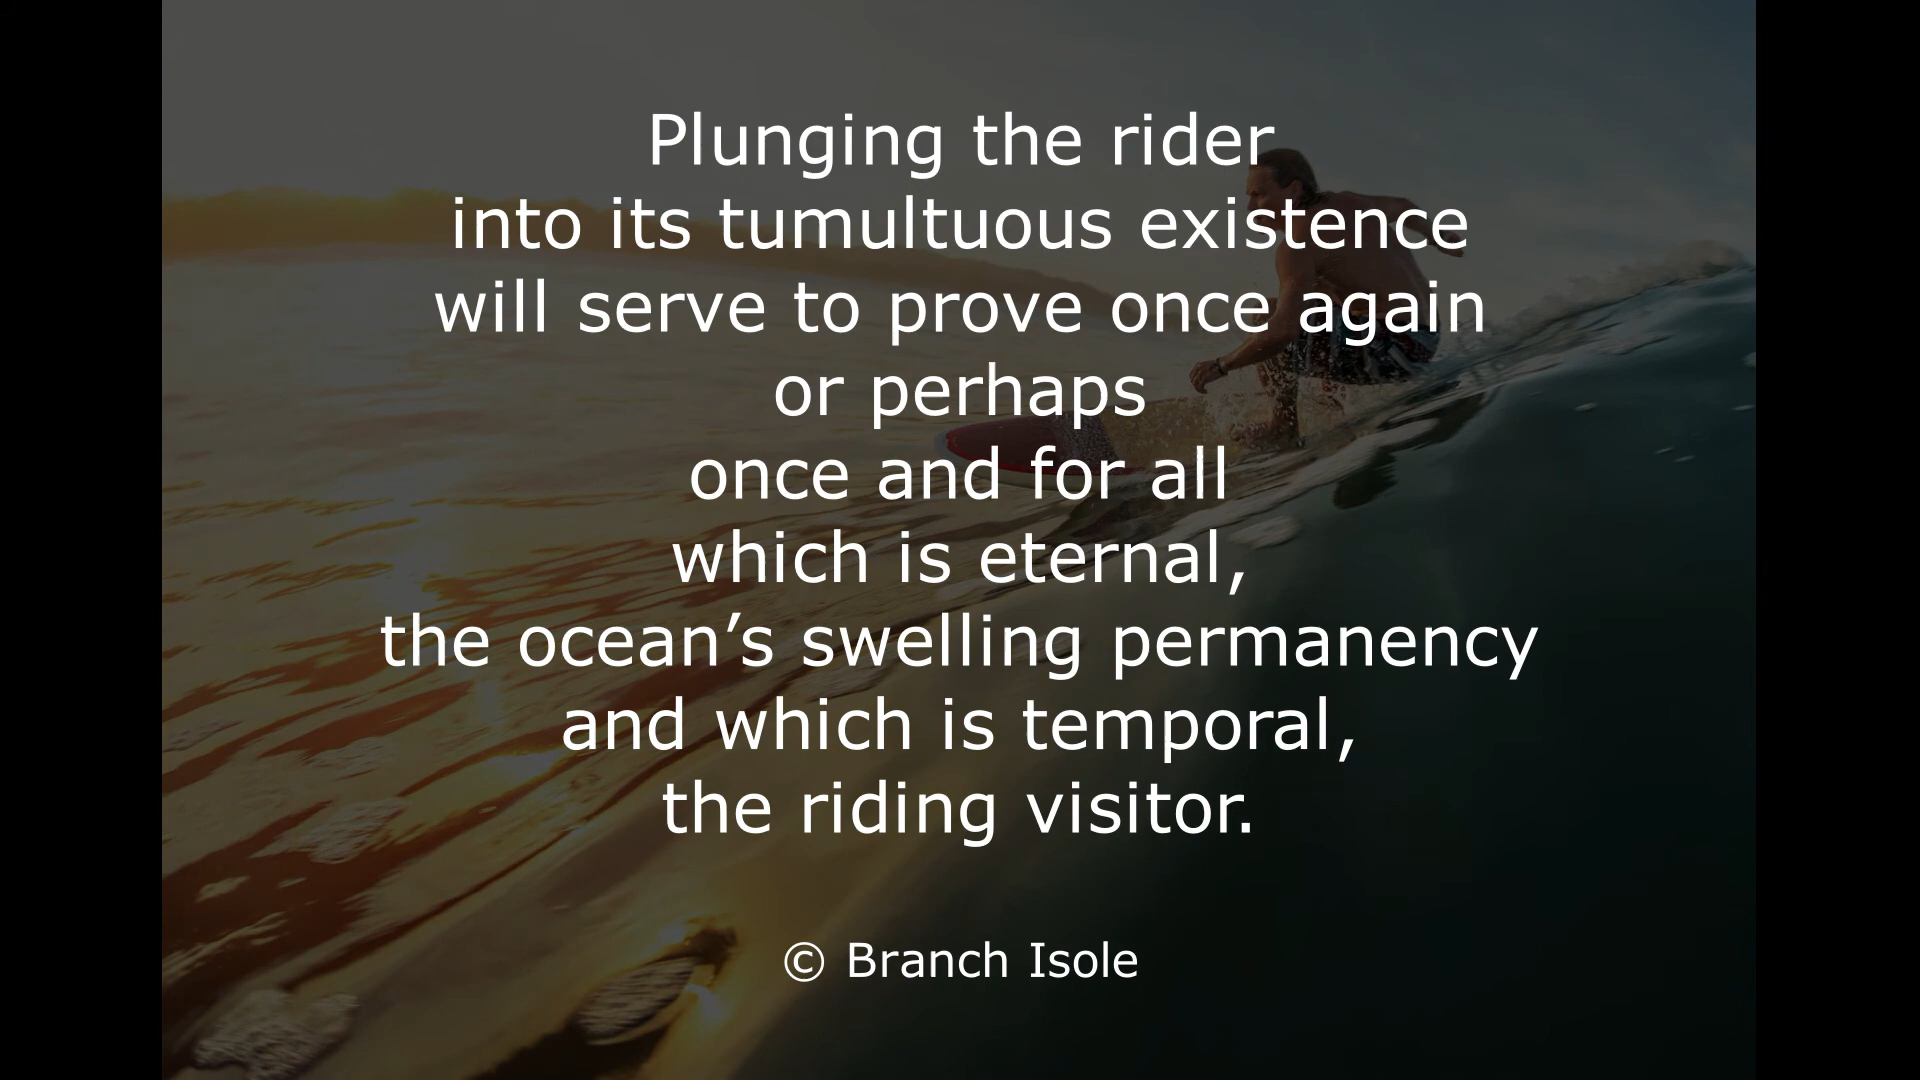 Plunging the rider
into its tumultuous existence
will serve to prove once again
or perhaps
once and for all
which is eternal,
the ocean’s swelling permanency
and which is temporal,
the riding visitor.
© Branch Isole